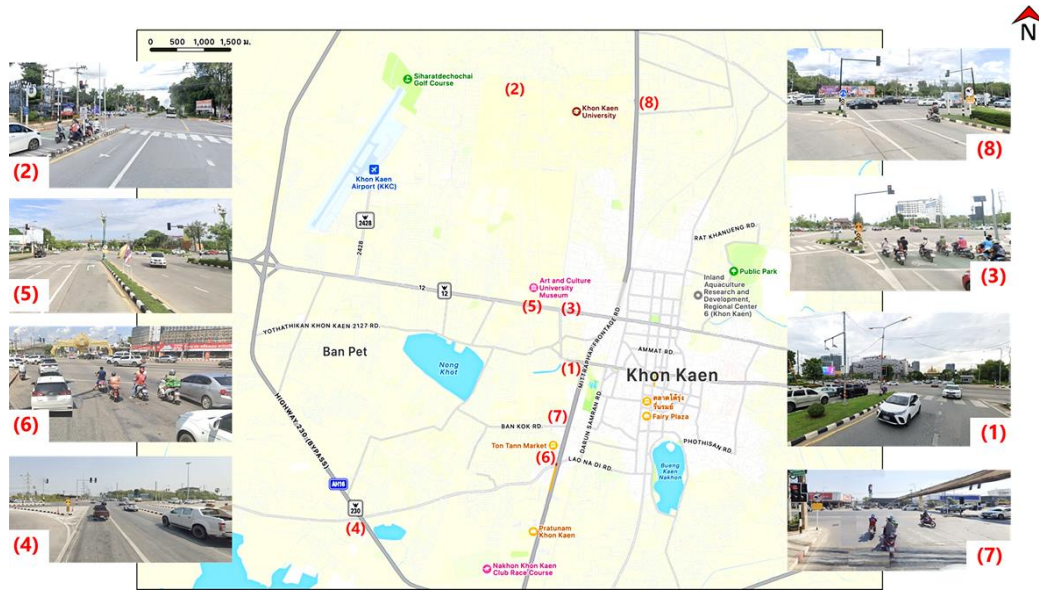 N
0 500 1,000 1,500 ม.
Siharatdechochai
Golf Course
(2)
Khon Kaen
University
(8)
(2)
(8)
Khon Kaen
Airport (KKC)
2428
2428
RAT KHANUENG RD.
Public Park
Inland
Aquaculture
Research and
Development,
Regional Center
6 (Khon Kaen)
(5)
(3)
12
12
Art and Culture
University
Museum
(5)
(3)
YOTHATHIKAN KHON KAEN 2127 RD.
Ban Pet
Nong
Khot
MITTRAPHAP FRONTAGE RD
AMMAT RD.
(1)
Khon Kaen
(6)
(1)
HIGHWAY 230 (BYPASS)
DARUN SAMRAN RD.
ตลาดโต้รุ่ง
รื่นรมย์
Fairy Plaza
(7)
BAN KOK RD.
Ton Tann Market
(6)
LAO NA DI RD.
PHOTHISAN RD.
Bueng
Kaen
Nakhon
AH16
230
(4)
(4)
Pratunam
Khon Kaen
(7)
Nakhon Khon Kaen
Club Race Course